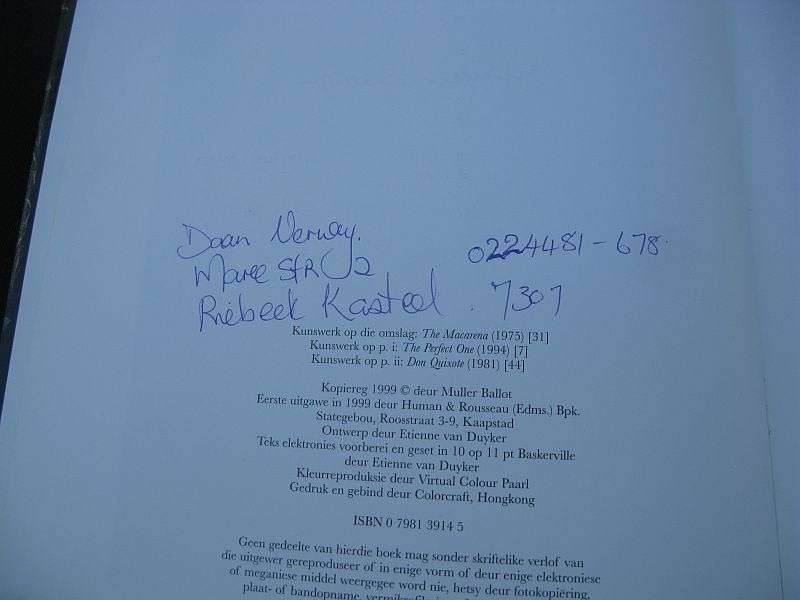 Daan Verwey. 0224481-678
Maree STR 2
Riebeek Kasteel. 7307
Kunswerk op die omslag: The Macarena (1975) [31]
Kunswerk op p. i: The Perfect One (1994) [7]
Kunswerk op p. ii: Don Quixote (1981) [44]
Kopiereg 1999 © deur Muller Ballot
Eerste uitgawe in 1999 deur Human & Rousseau (Edms.) Bpk.
Stategebou, Roosstraat 3-9, Kaapstad
Ontwerp deur Etienne van Duyker
Teks elektronies voorberei en geset in 10 op 11 pt Baskerville
deur Etienne van Duyker
Kleurreproduksie deur Virtual Colour Paarl
Gedruk en gebind deur Colorcraft, Hongkong
ISBN 0 7981 3914 5
Geen gedeelte van hierdie boek mag sonder skriftelike verlof van
die uitgewer gereproduseer of in enige vorm of deur enige elektroniese
of meganiese middel weergegee word nie, hetsy deur fotokopiëring,
plaat- of bandopname,